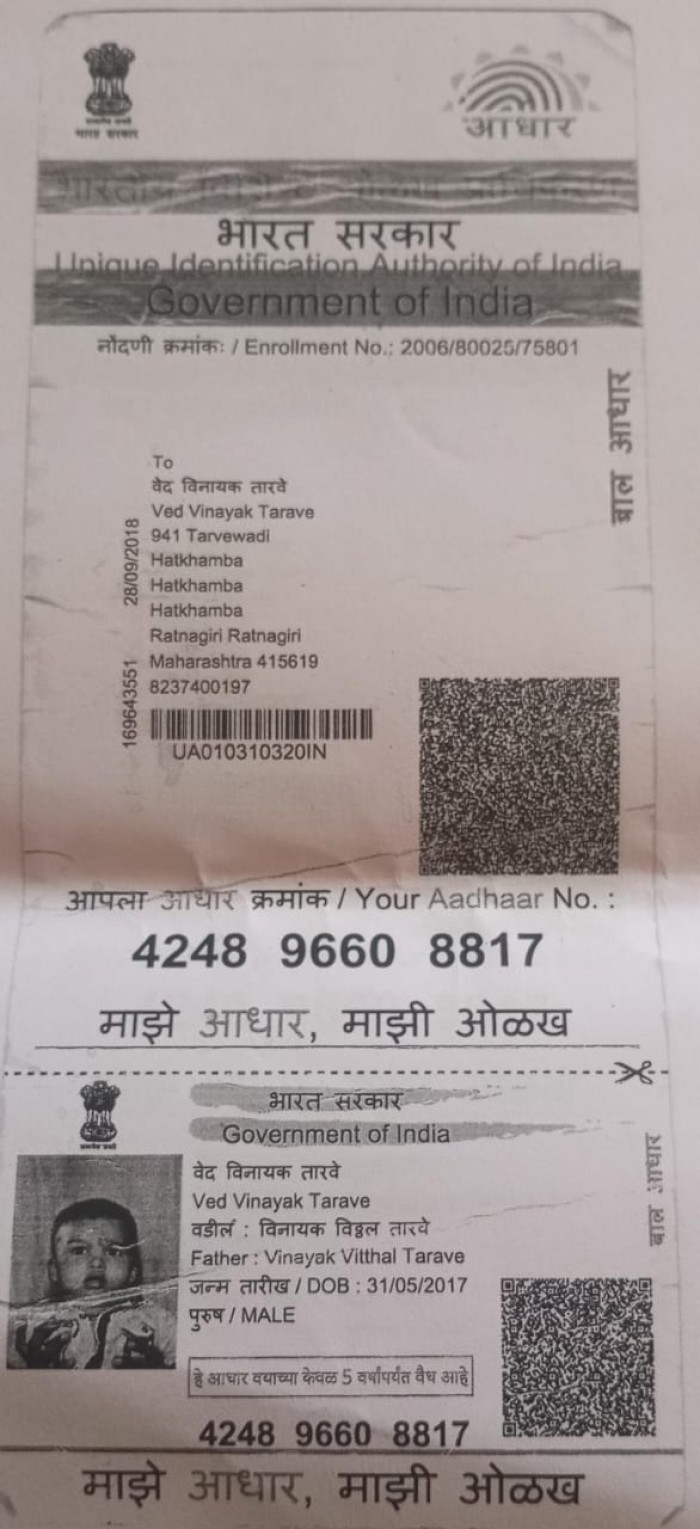 भारत सरकार
आधार
भारत सरकार
Unique Identification Authority of India
Government of India
नोंदणी क्रमांक: / Enrollment No.: 2006/80025/75801
बाल आधार
To
वेद विनायक तारवे
Ved Vinayak Tarave
941 Tarvewadi
Hatkhamba
Hatkhamba
Hatkhamba
Ratnagiri Ratnagiri
Maharashtra 415619
8237400197
28/09/2018
169643551
UA010310320IN
आपला आधार क्रमांक / Your Aadhaar No. :
4248 9660 8817
माझे आधार, माझी ओळख
भारत सरकार
Government of India
बाल आधार
वेद विनायक तारवे
Ved Vinayak Tarave
वडील : विनायक विठ्ठल तारवे
Father : Vinayak Vitthal Tarave
जन्म तारीख / DOB : 31/05/2017
पुरुष / MALE
हे आधार वयाच्या केवळ 5 वर्षांपर्यंत वैध आहे
4248 9660 8817
माझे आधार, माझी ओळख